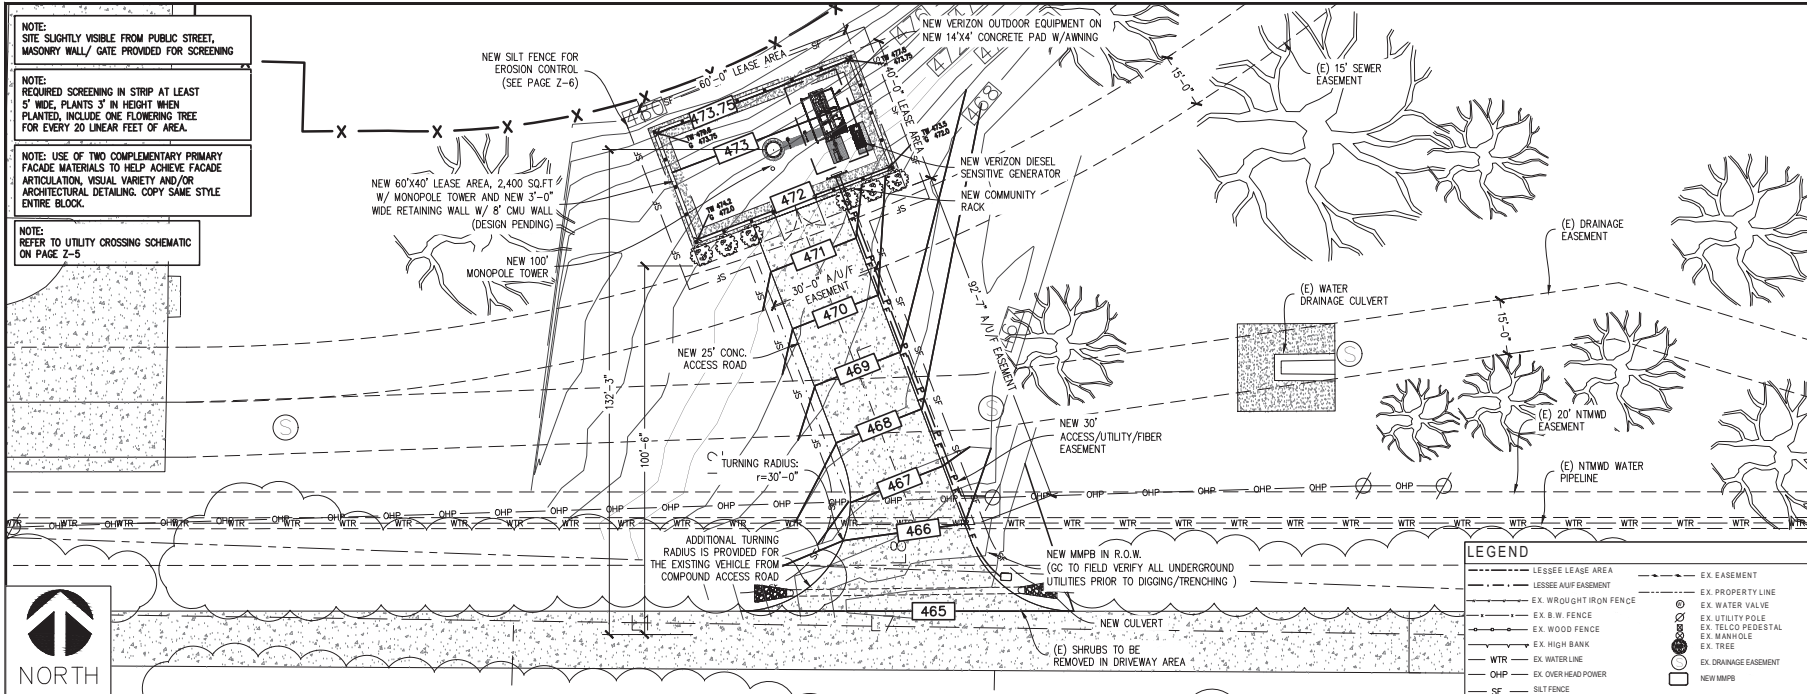 NOTE:
SITE SLIGHTLY VISIBLE FROM PUBLIC STREET,
MASONRY WALL/ GATE PROVIDED FOR SCREENING
NOTE:
REQUIRED SCREENING IN STRIP AT LEAST
5' WIDE, PLANTS 3' IN HEIGHT WHEN
PLANTED, INCLUDE ONE FLOWERING TREE
FOR EVERY 20 LINEAR FEET OF AREA.
NOTE: USE OF TWO COMPLEMENTARY PRIMARY
FACADE MATERIALS TO HELP ACHIEVE FACADE
ARTICULATION, VISUAL VARIETY AND/OR
ARCHITECTURAL DETAILING. COPY SAME STYLE
ENTIRE BLOCK.
NOTE:
REFER TO UTILITY CROSSING SCHEMATIC
ON PAGE Z-5
NEW SILT FENCE FOR
EROSION CONTROL
(SEE PAGE Z-6)
NEW VERIZON OUTDOOR EQUIPMENT ON
NEW 14'X4' CONCRETE PAD W/AWNING
60'-0" LEASE AREA
40'-0" LEASE AREA
473.75
473
472
468
15'-0"
(E) 15' SEWER
EASEMENT
NEW 60'X40' LEASE AREA, 2,400 SQ.FT
W/ MONOPOLE TOWER AND NEW 3'-0"
WIDE RETAINING WALL W/ 8' CMU WALL
(DESIGN PENDING)
NEW VERIZON DIESEL
SENSITIVE GENERATOR
NEW COMMUNITY
RACK
NEW 100'
MONOPOLE TOWER
(E) DRAINAGE
EASEMENT
(E) WATER
DRAINAGE CULVERT
471
30'-0" A/U/F
EASEMENT
470
92'-7" A/U/F EASEMENT
15'-0"
NEW 25' CONC.
ACCESS ROAD
469
132'-3"
100'-6"
468
NEW 30'
ACCESS/UTILITY/FIBER
EASEMENT
(E) 20' NTMWD
EASEMENT
TURNING RADIUS:
r=30'-0"
467
(E) NTMWD WATER
PIPELINE
466
ADDITIONAL TURNING
RADIUS IS PROVIDED FOR
THE EXISTING VEHICLE FROM
COMPOUND ACCESS ROAD
NEW MMPB IN R.O.W.
(GC TO FIELD VERIFY ALL UNDERGROUND
UTILITIES PRIOR TO DIGGING/TRENCHING )
465
NEW CULVERT
(E) SHRUBS TO BE
REMOVED IN DRIVEWAY AREA
NORTH
LEGEND
LESSEE LEASE AREA
LESSEE A/U/F EASEMENT
EX. WROUGHT IRON FENCE
EX. B.W. FENCE
EX. WOOD FENCE
EX. HIGH BANK
WTR EX. WATER LINE
OHP EX. OVER HEAD POWER
SF SILT FENCE
EX. EASEMENT
EX. PROPERTY LINE
EX. WATER VALVE
EX. UTILITY POLE
EX. TELCO PEDESTAL
EX. MANHOLE
EX. TREE
EX. DRAINAGE EASEMENT
NEW MMPB